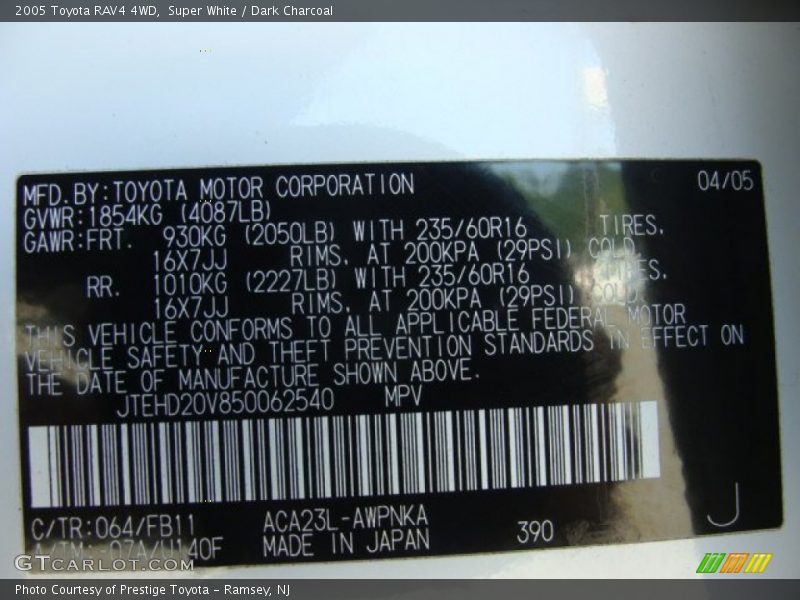 2005 Toyota RAV4 4WD,  Super White / Dark Charcoal
MFD.BY:TOYOTA MOTOR CORPORATION 04/05
GVWR:1854KG (4087LB)
GAWR:FRT. 930KG (2050LB) WITH 235/60R16 TIRES.
16X7JJ RIMS. AT 200KPA (29PSI) COLD
RR. 1010KG (2227LB) WITH 235/60R16 TIRES.
16X7JJ RIMS. AT 200KPA (29PSI) COLD
THIS VEHICLE CONFORMS TO ALL APPLICABLE FEDERAL MOTOR
VEHICLE SAFETY AND THEFT PREVENTION STANDARDS IN EFFECT ON
THE DATE OF MANUFACTURE SHOWN ABOVE.
JTEHD20V850062540 MPV
C/TR:064/FB11 ACA23L-AWPNKA 390 J
-07A/U140F MADE IN JAPAN
GTCARLOT.COM
Photo Courtesy of Prestige Toyota - Ramsey, NJ